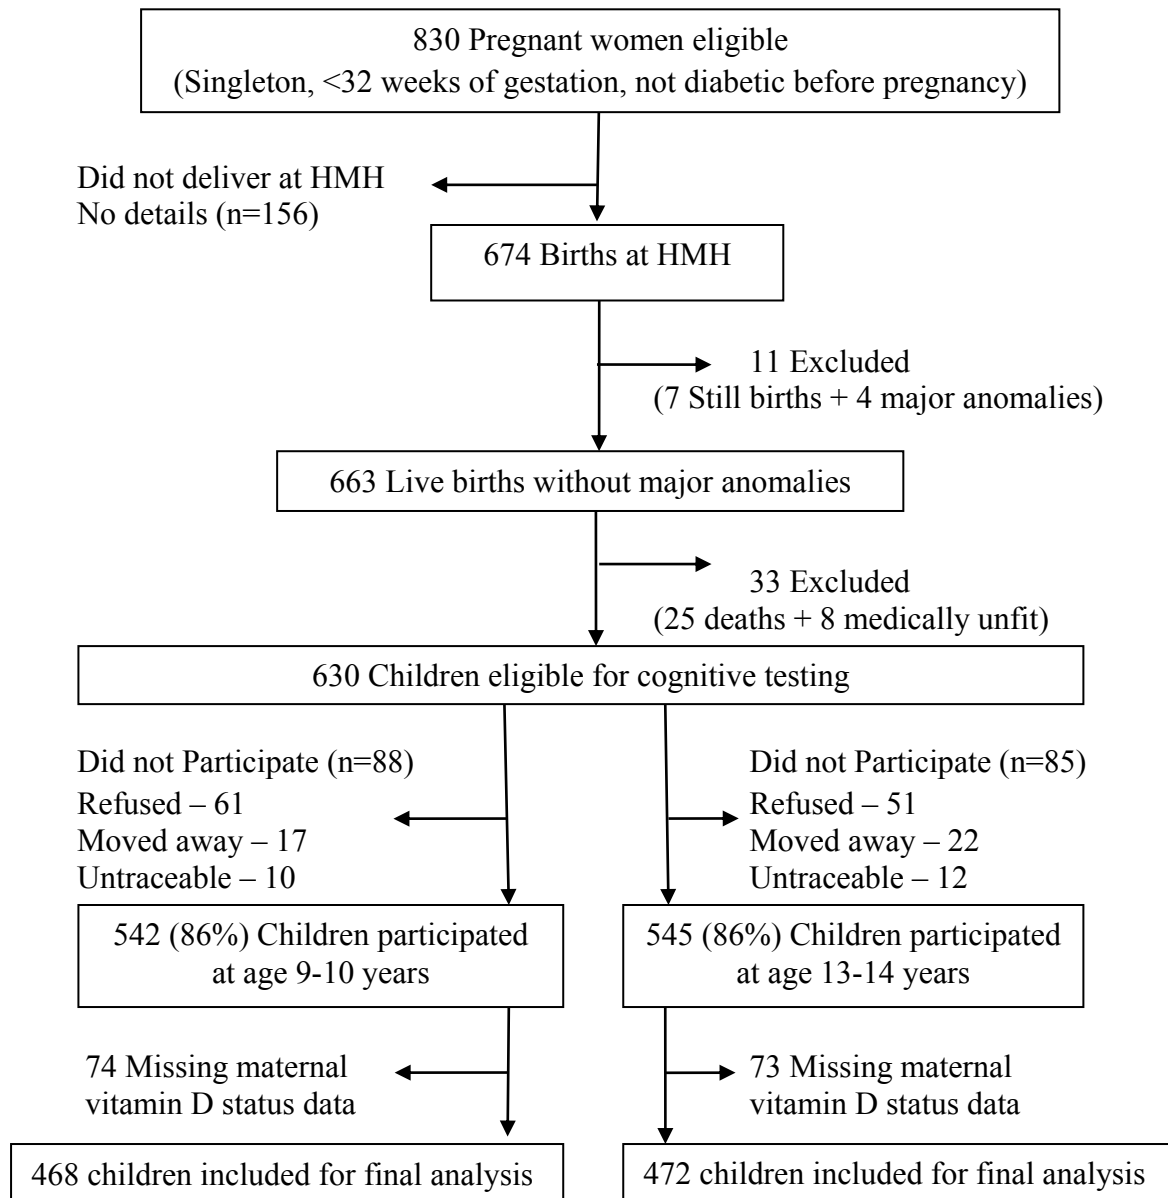 830 Pregnant women eligible
(Singleton, <32 weeks of gestation, not diabetic before pregnancy)
Did not deliver at HMH
No details (n=156)
674 Births at HMH
11 Excluded
(7 Still births + 4 major anomalies)
663 Live births without major anomalies
33 Excluded
(25 deaths + 8 medically unfit)
630 Children eligible for cognitive testing
Did not Participate (n=88)
Refused – 61
Moved away – 17
Untraceable – 10
Did not Participate (n=85)
Refused – 51
Moved away – 22
Untraceable – 12
542 (86%) Children participated
at age 9-10 years
545 (86%) Children participated
at age 13-14 years
74 Missing maternal
vitamin D status data
73 Missing maternal
vitamin D status data
468 children included for final analysis
472 children included for final analysis